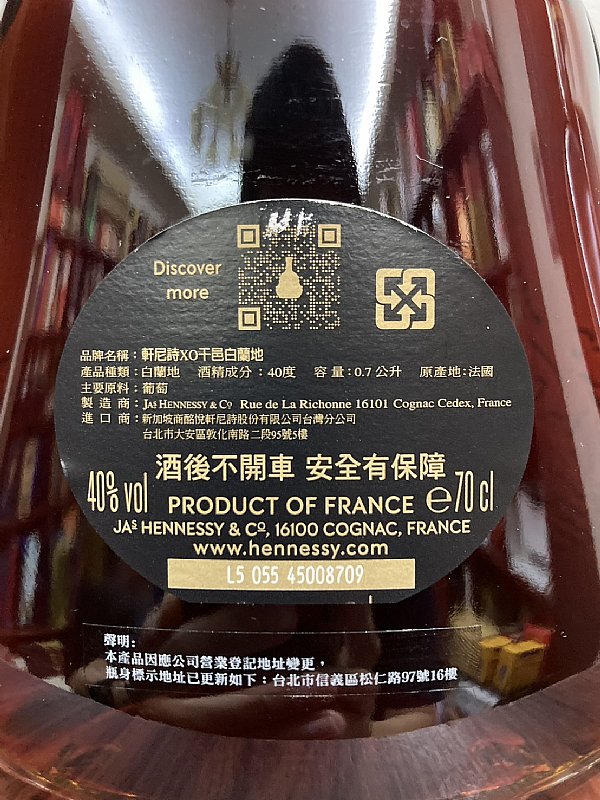 Discover
more
品牌名稱：軒尼詩XO干邑白蘭地
產品種類：白蘭地 酒精成分：40度 容量：0.7公升 原產地：法國
主要原料：葡萄
製造商：JAS HENNESSY & Co Rue de La Richonne 16101 Cognac Cedex, France
進口商：新加坡商酩悅軒尼詩股份有限公司台灣分公司
台北市大安區敦化南路二段95號5樓
酒後不開車 安全有保障
40% vol PRODUCT OF FRANCE ℮70 cl
JAS HENNESSY & Co, 16100 COGNAC, FRANCE
www.hennessy.com
L5 055 45008709
聲明：
本產品因應公司營業登記地址變更，
瓶身標示地址已更新如下：台北市信義區松仁路97號16樓